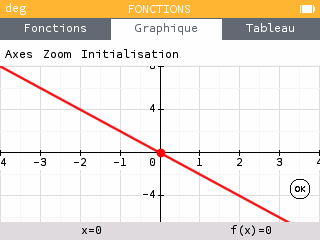 deg FONCTIONS
Fonctions Graphique Tableau
Axes Zoom Initialisation
8
4
-4 -3 -2 -1 0 1 2 3 4
-4
OK
x=0 f(x)=0